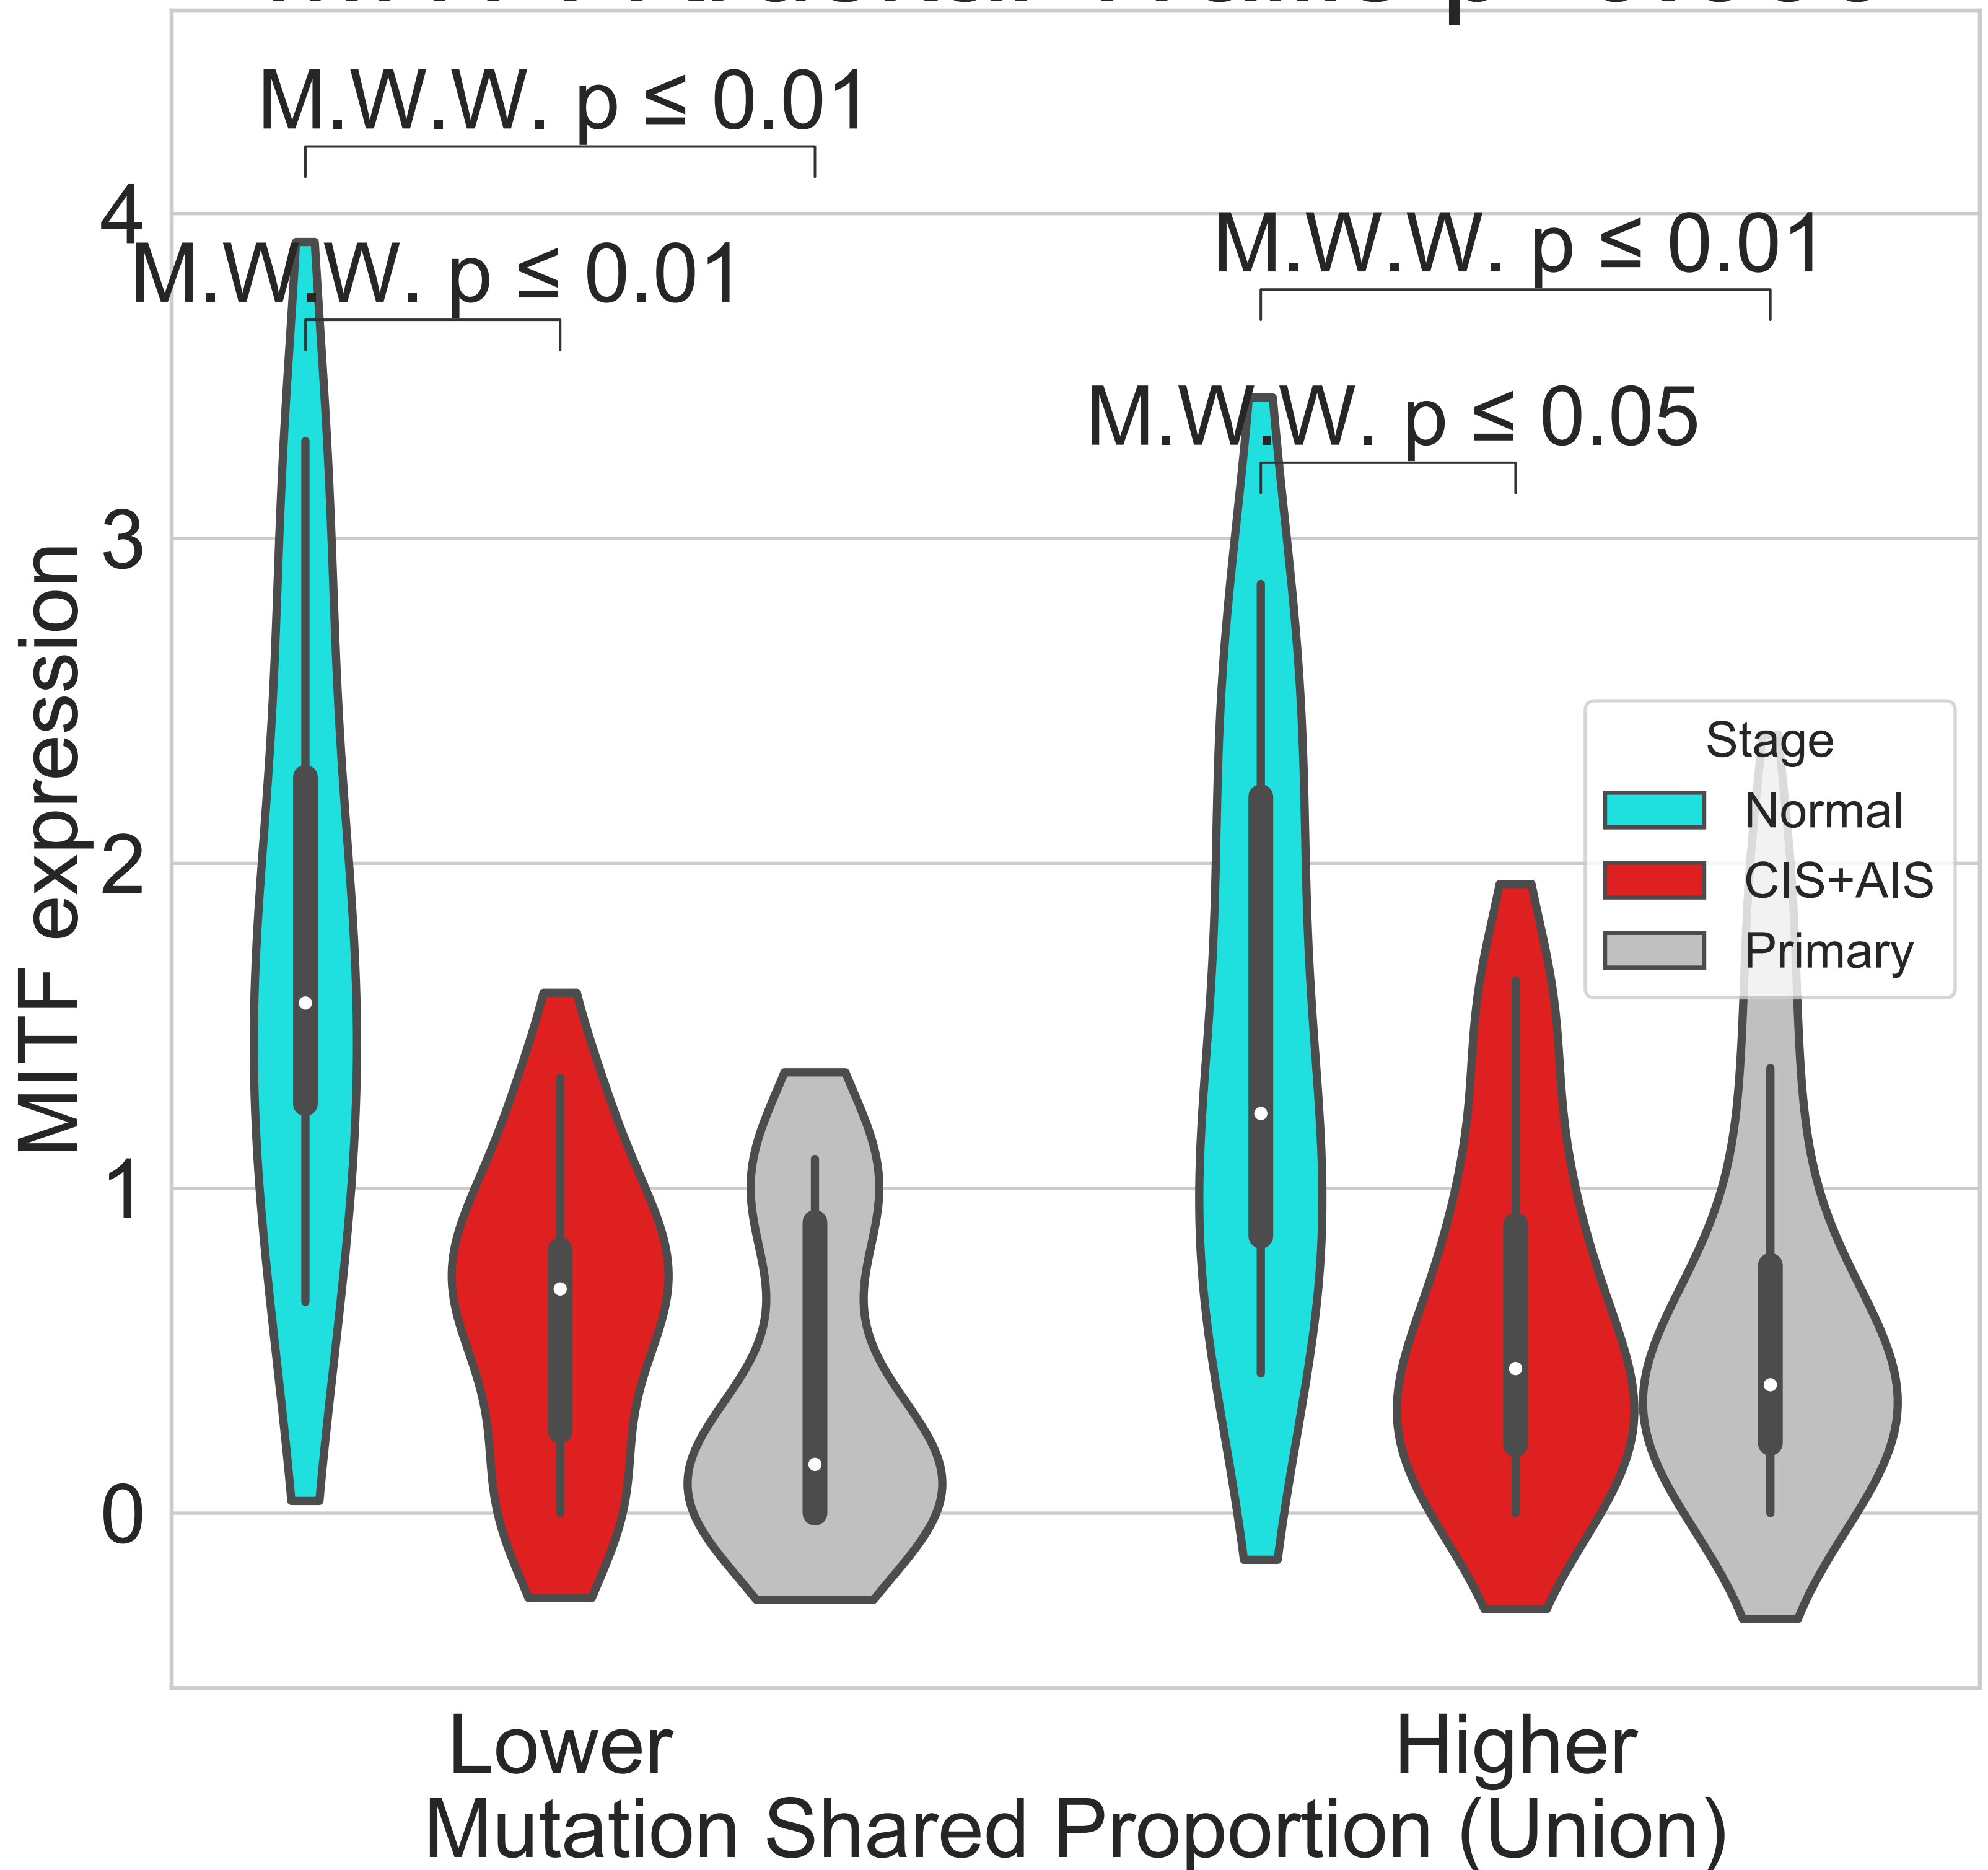 M.W.W. p ≤ 0.01
4
M.W.W. p ≤ 0.01
M.W.W. p ≤ 0.01
M.W.W. p ≤ 0.05
3
2
1
0
MITF expression
Stage
Normal
CIS+AIS
Primary
Lower
Higher
Mutation Shared Proportion (Union)